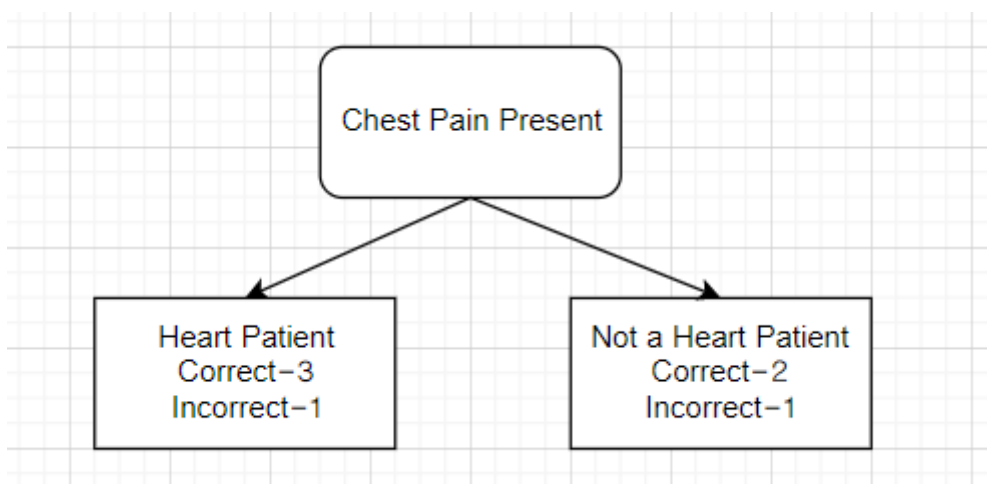 Chest Pain Present
Heart Patient
Correct-3
Incorrect-1
Not a Heart Patient
Correct-2
Incorrect-1